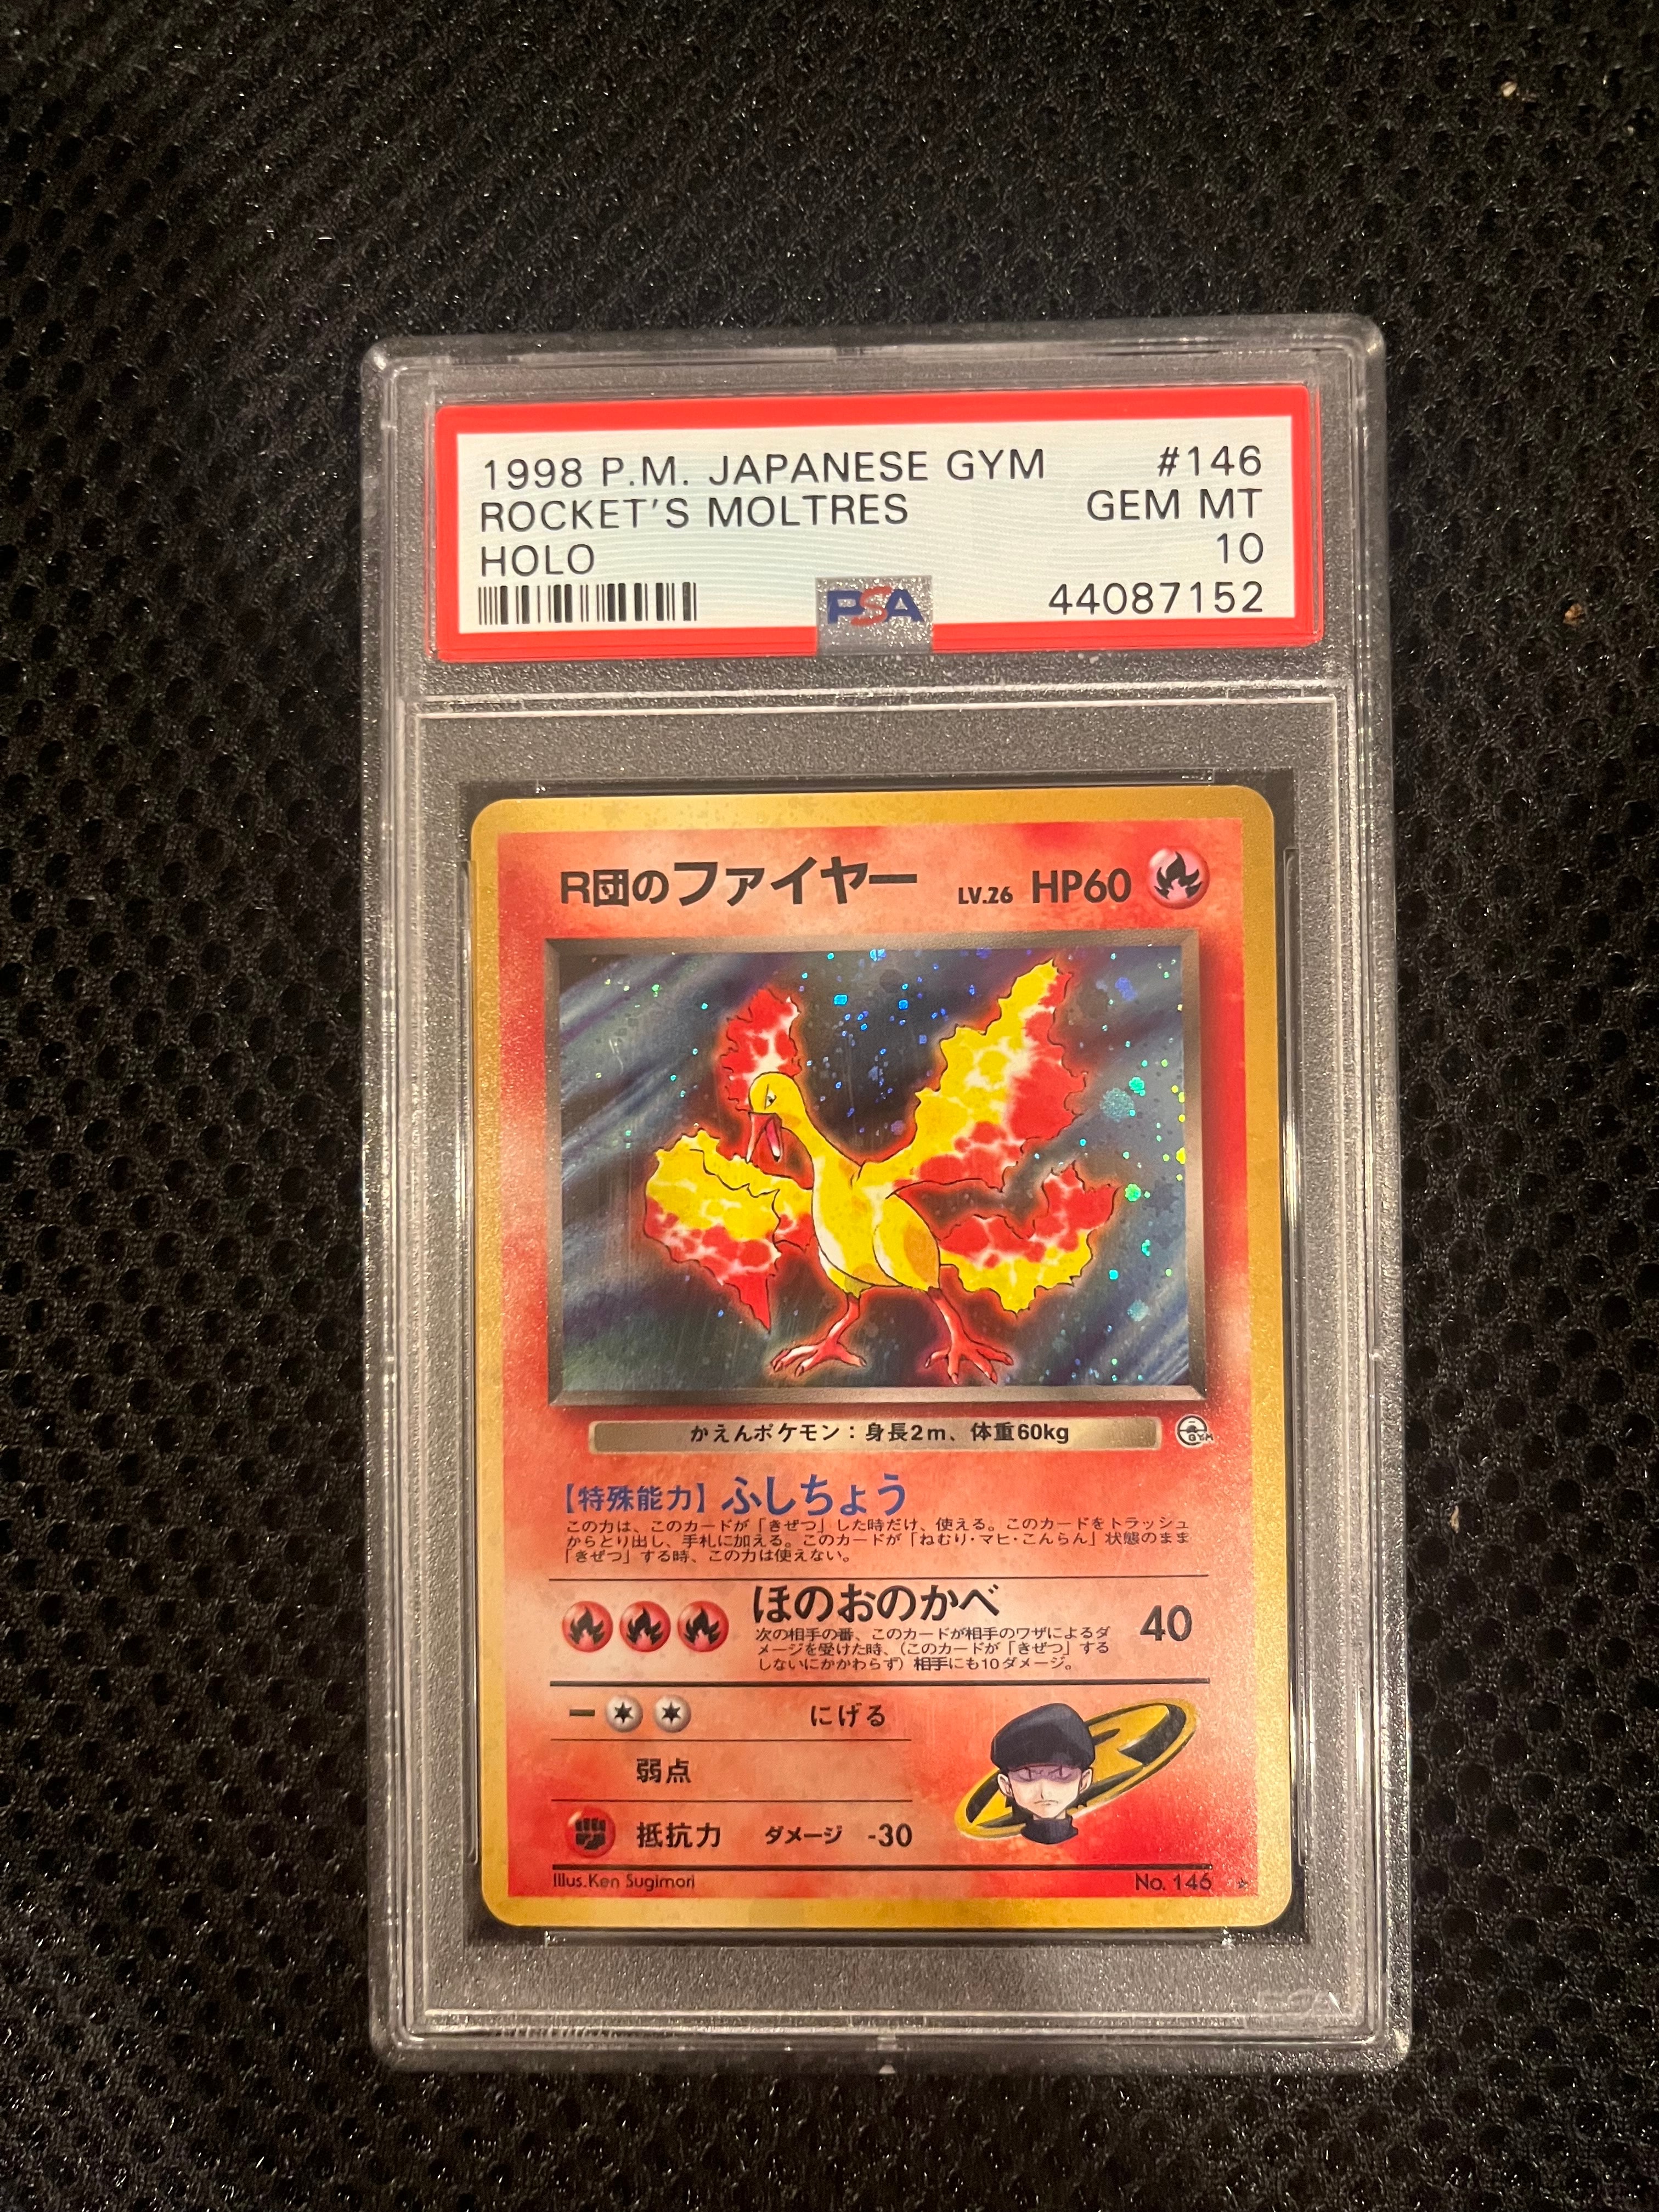 1998 P.M. JAPANESE GYM #146
ROCKET'S MOLTRES GEM MT
HOLO 10
PSA 44087152
R団のファイヤー LV.26 HP60
かえんポケモン：身長2m、体重60kg
GYM
【特殊能力】ふしちょう
この力は、このカードが「きぜつ」した時だけ、使える。このカードをトラッシュ
からとり出し、手札に加える。このカードが「ねむり・マヒ・こんらん」状態のまま
「きぜつ」する時、この力は使えない。
ほのおのかべ 40
次の相手の番、このカードが相手のワザによるダ
メージを受けた時、（このカードが「きぜつ」する
しないにかかわらず）相手にも10ダメージ。
にげる
弱点
抵抗力 ダメージ -30
Illus.Ken Sugimori No. 146 ★